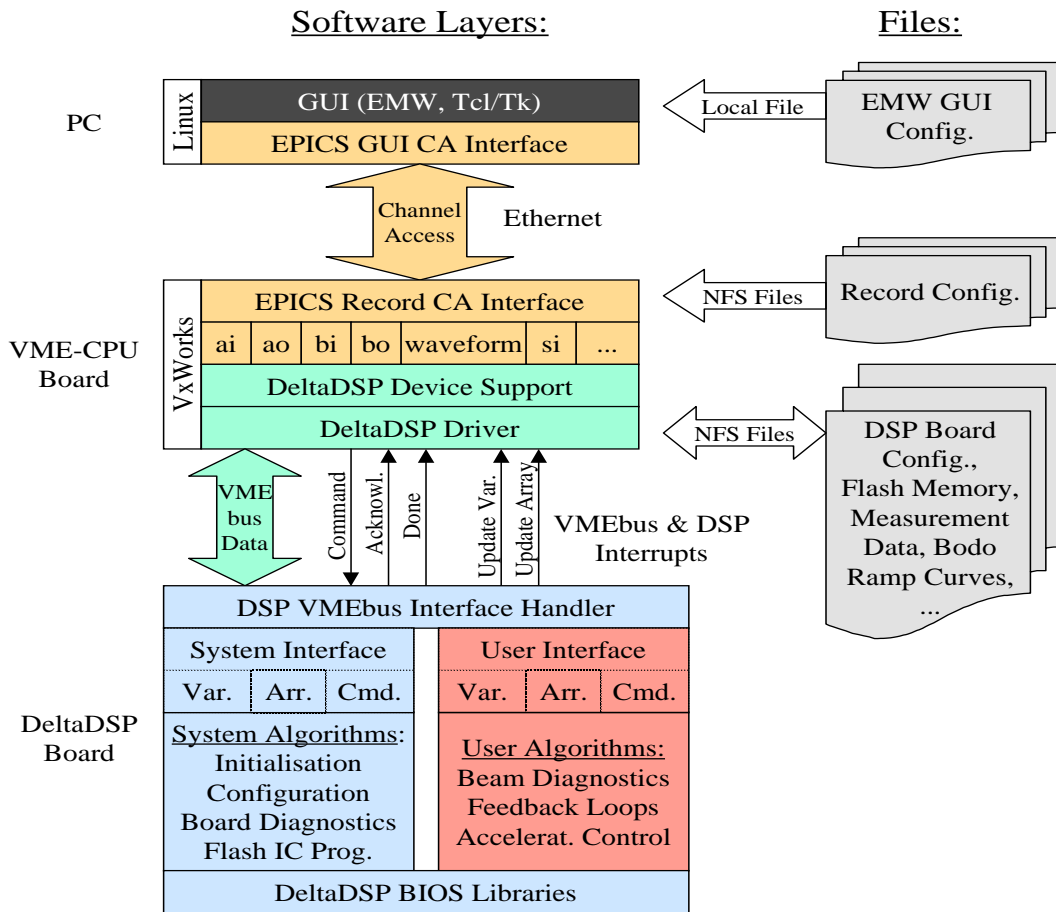 Software Layers:
Files:
PC
Linux
GUI (EMW, Tcl/Tk)
EPICS GUI CA Interface
Local File
EMW GUI
Config.
Channel
Access
Ethernet
VME-CPU
Board
VxWorks
EPICS Record CA Interface
ai
ao
bi
bo
waveform
si
...
DeltaDSP Device Support
DeltaDSP Driver
NFS Files
Record Config.
NFS Files
DSP Board
Config.,
Flash Memory,
Measurement
Data, Bodo
Ramp Curves,
...
VME
bus
Data
Command
Acknowl.
Done
Update Var.
Update Array
VMEbus & DSP
Interrupts
DeltaDSP
Board
DSP VMEbus Interface Handler
System Interface
Var.
Arr.
Cmd.
System Algorithms:
Initialisation
Configuration
Board Diagnostics
Flash IC Prog.
User Interface
Var.
Arr.
Cmd.
User Algorithms:
Beam Diagnostics
Feedback Loops
Accelerat. Control
DeltaDSP BIOS Libraries